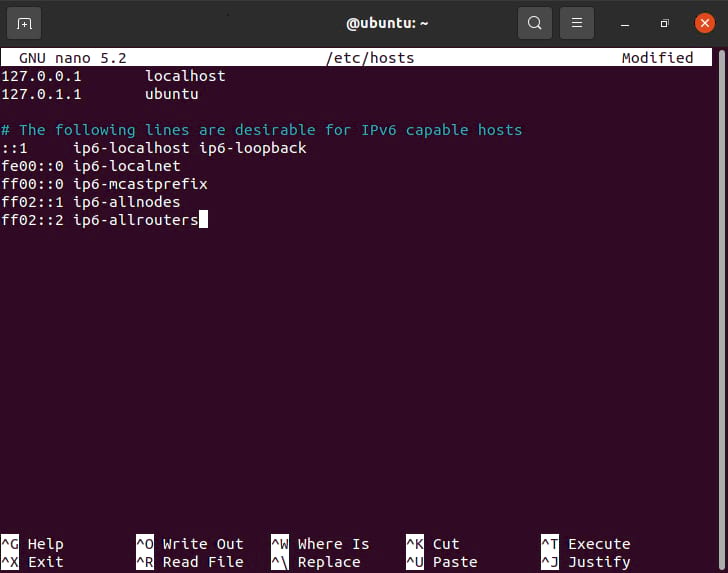 @ubuntu: ~
GNU nano 5.2 /etc/hosts Modified
127.0.0.1 localhost
127.0.1.1 ubuntu
# The following lines are desirable for IPv6 capable hosts
::1 ip6-localhost ip6-loopback
fe00::0 ip6-localnet
ff00::0 ip6-mcastprefix
ff02::1 ip6-allnodes
ff02::2 ip6-allrouters
^G Help ^O Write Out ^W Where Is ^K Cut ^T Execute
^X Exit ^R Read File ^\ Replace ^U Paste ^J Justify